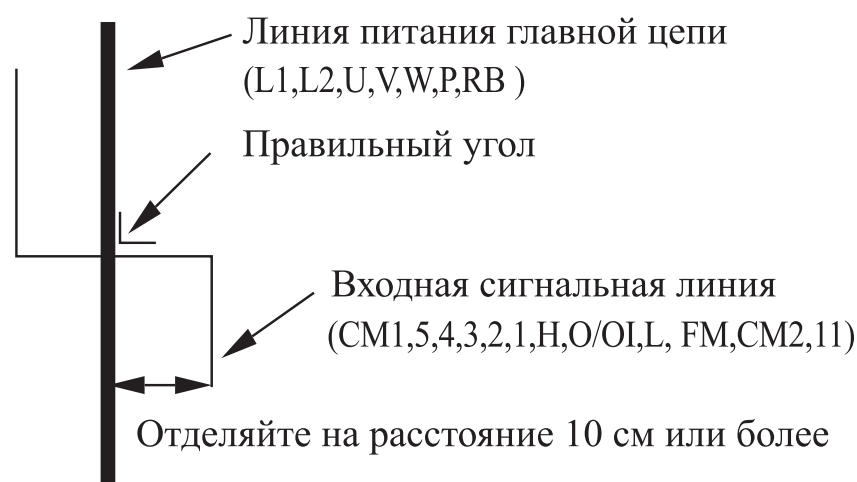 Линия питания главной цепи
(L1,L2,U,V,W,P,RB )
Правильный угол
Входная сигнальная линия
(CM1,5,4,3,2,1,H,O/OI,L, FM,CM2,11)
Отделяйте на расстояние 10 см или более